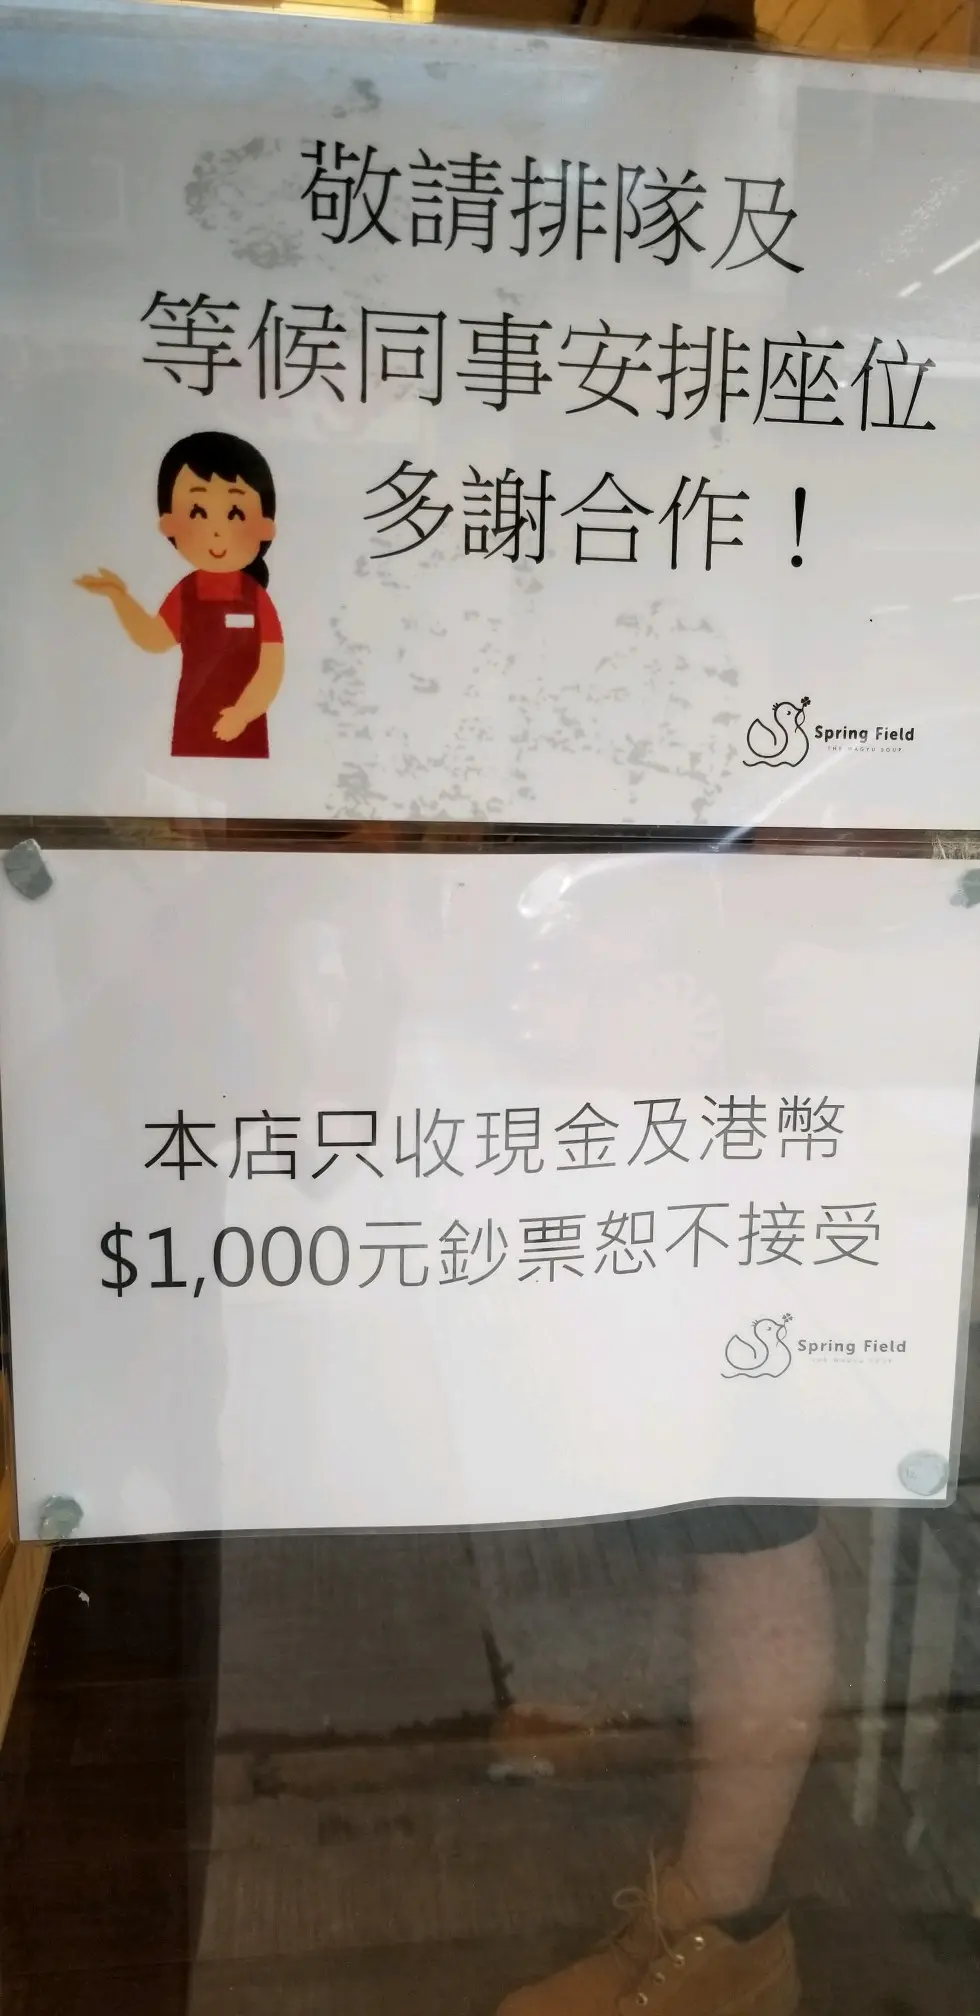 敬請排隊及
等候同事安排座位
多謝合作！
Spring Field
本店只收現金及港幣
$1,000元鈔票恕不接受
Spring Field